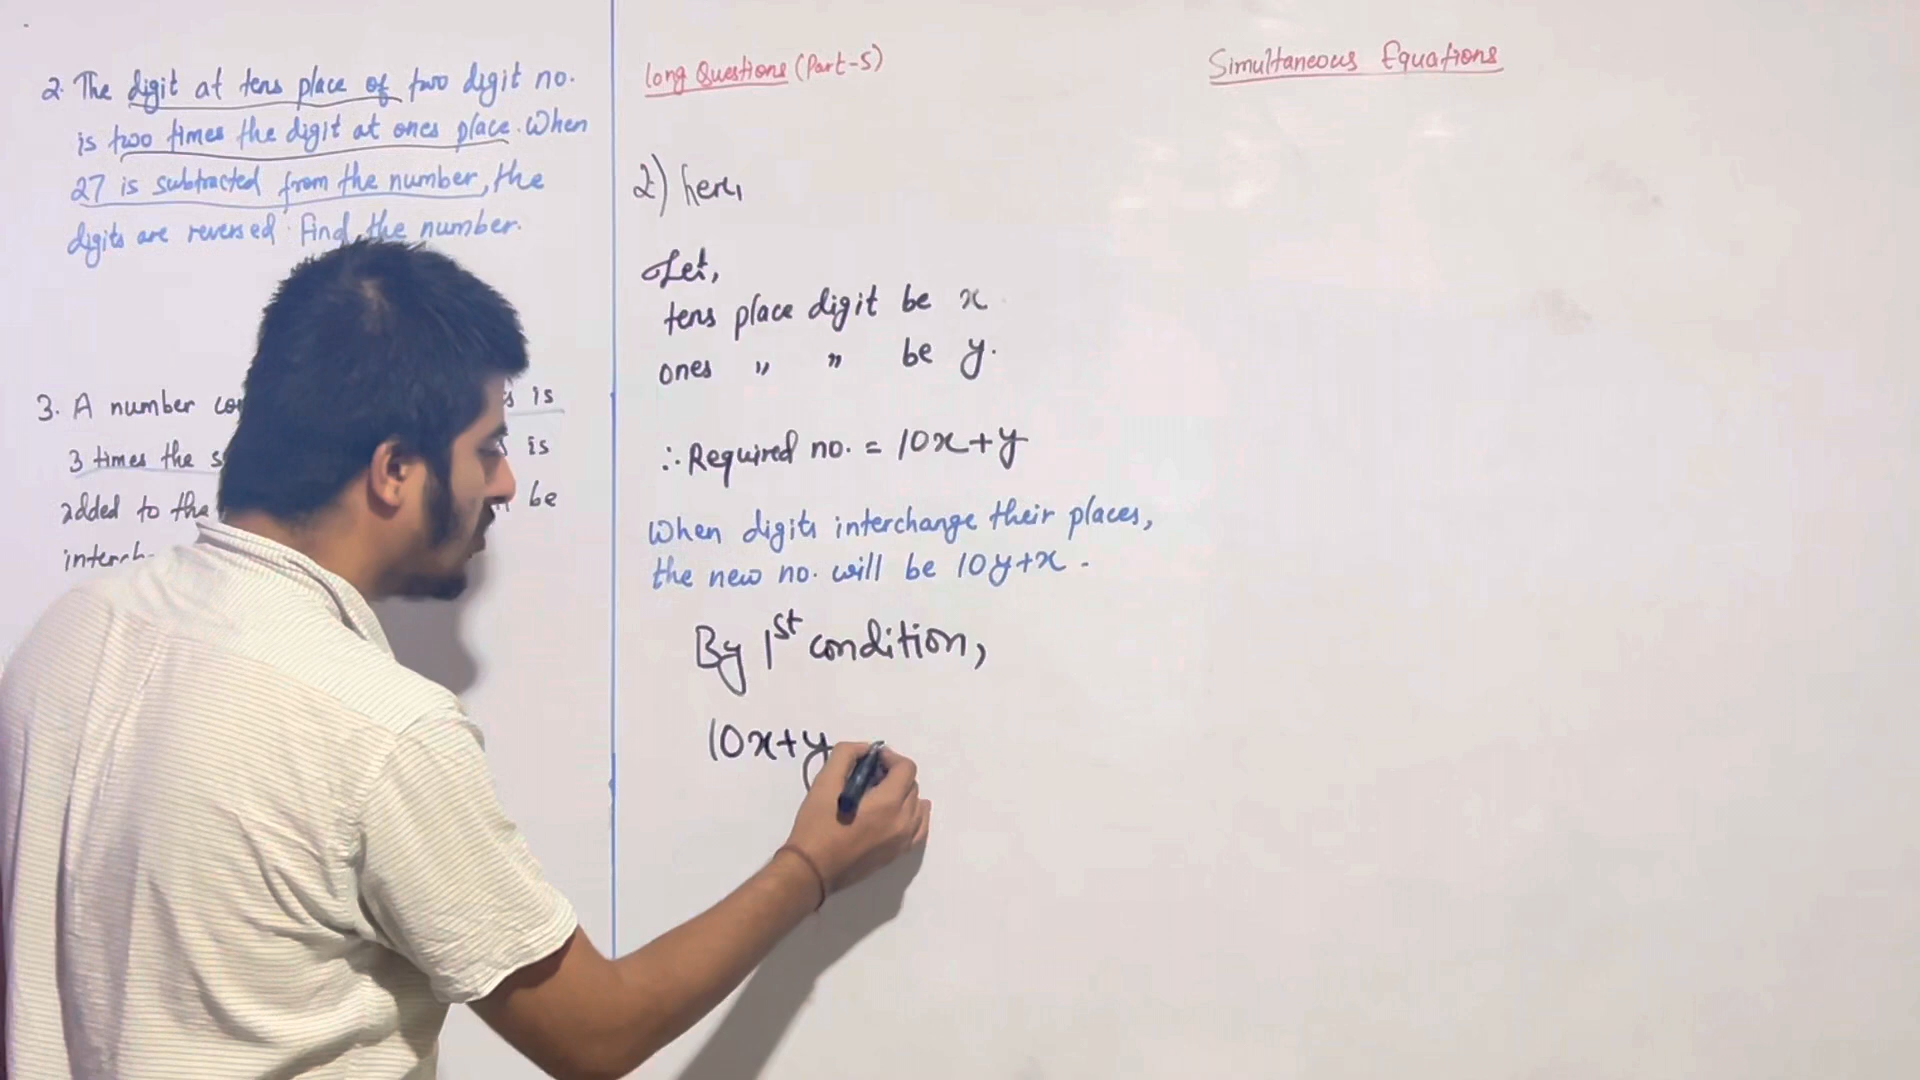 2. The digit at tens place of two digit no.
is two times the digit at ones place. When
27 is subtracted from the number, the
digits are reversed. Find the number.
3. A number is
3 times the is
added to the be
Long Questions (Part-5)
Simultaneous Equations
2) here,
Let,
tens place digit be x
ones " " be y.
∴ Required no. = 10x+y
When digits interchange their places,
the new no. will be 10y+x.
By 1st condition,
10x+y